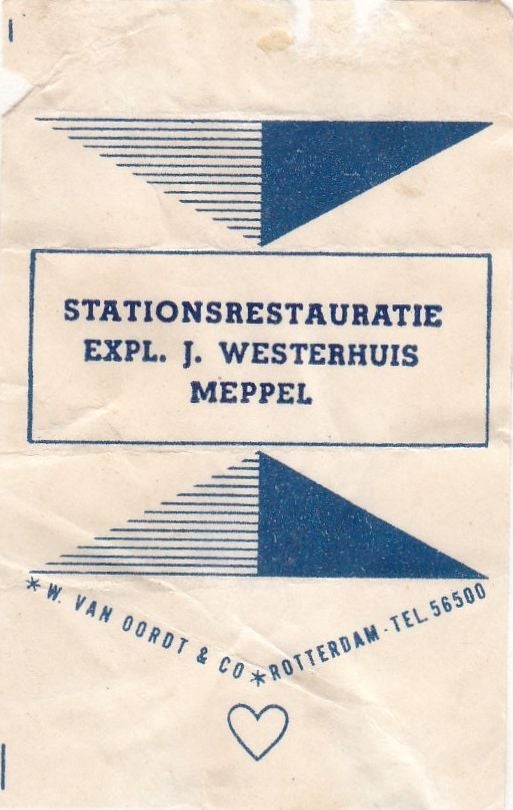 STATIONSRESTAURATIE
EXPL. J. WESTERHUIS
MEPPEL
*W. VAN OORDT & CO*ROTTERDAM-TEL.56500